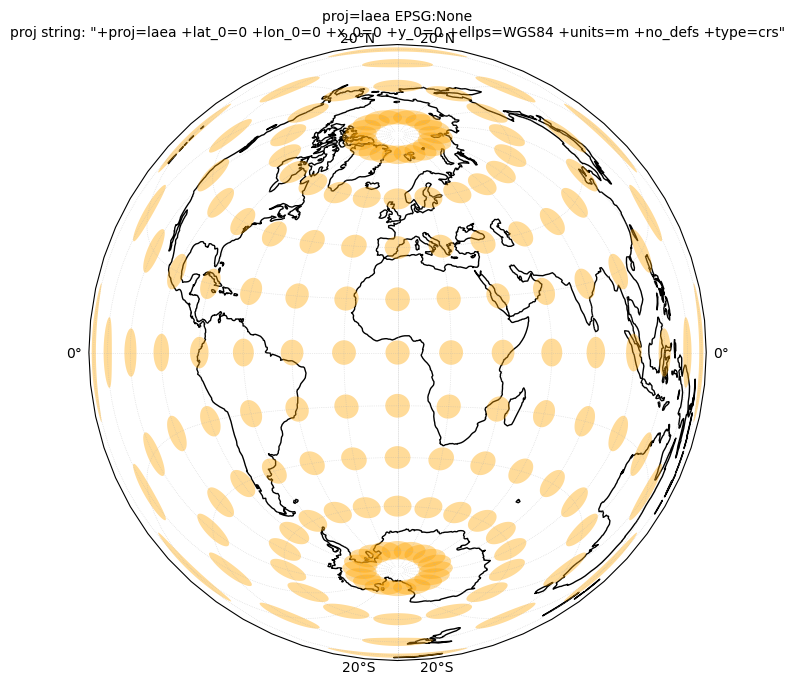 proj=laea EPSG:None
proj string: "+proj=laea +lat_0=0 +lon_0=0 +x_0=0 +y_0=0 +ellps=WGS84 +units=m +no_defs +type=crs"
20°N 20°N
0° 0°
20°S 20°S